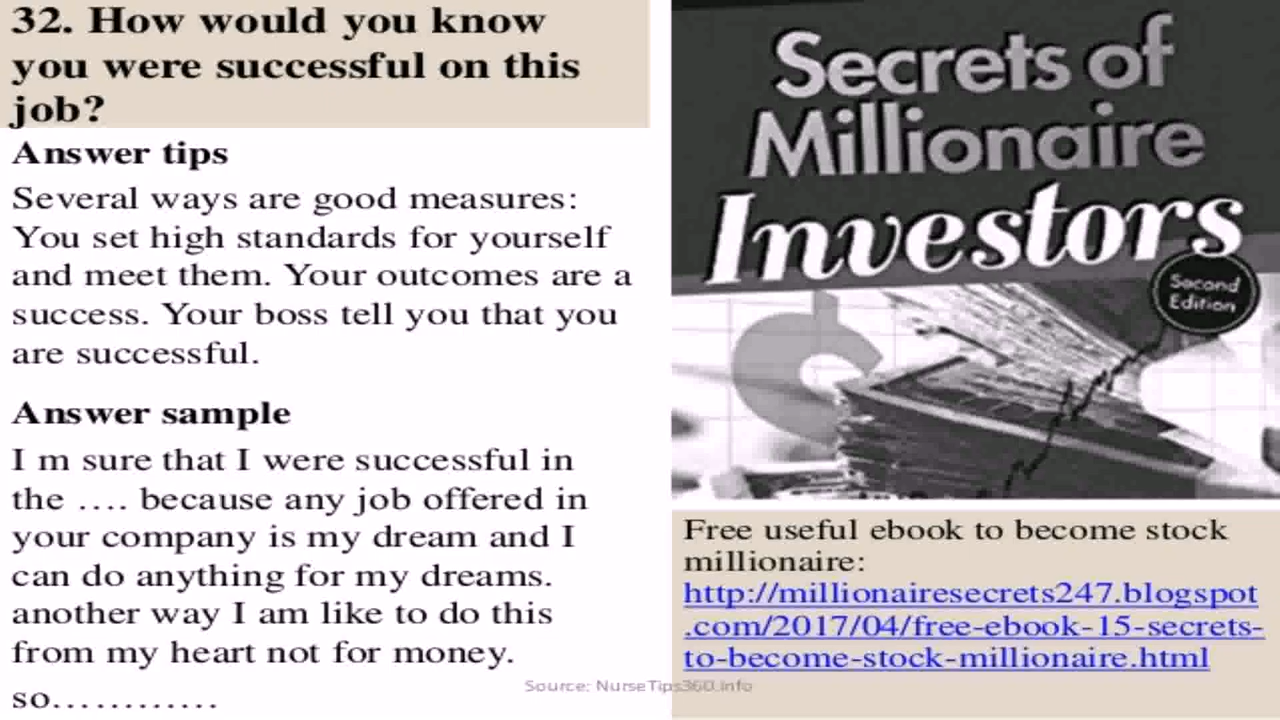 32. How would you know
you were successful on this
job?
Answer tips
Several ways are good measures:
You set high standards for yourself
and meet them. Your outcomes are a
success. Your boss tell you that you
are successful.
Answer sample
I m sure that I were successful in
the …. because any job offered in
your company is my dream and I
can do anything for my dreams.
another way I am like to do this
from my heart not for money.
so…………
Secrets of
Millionaire
Investors
Second
Edition
Free useful ebook to become stock
millionaire:
http://millionairesecrets247.blogspot
.com/2017/04/free-ebook-15-secrets-
to-become-stock-millionaire.html
Source: NurseTips360.Info